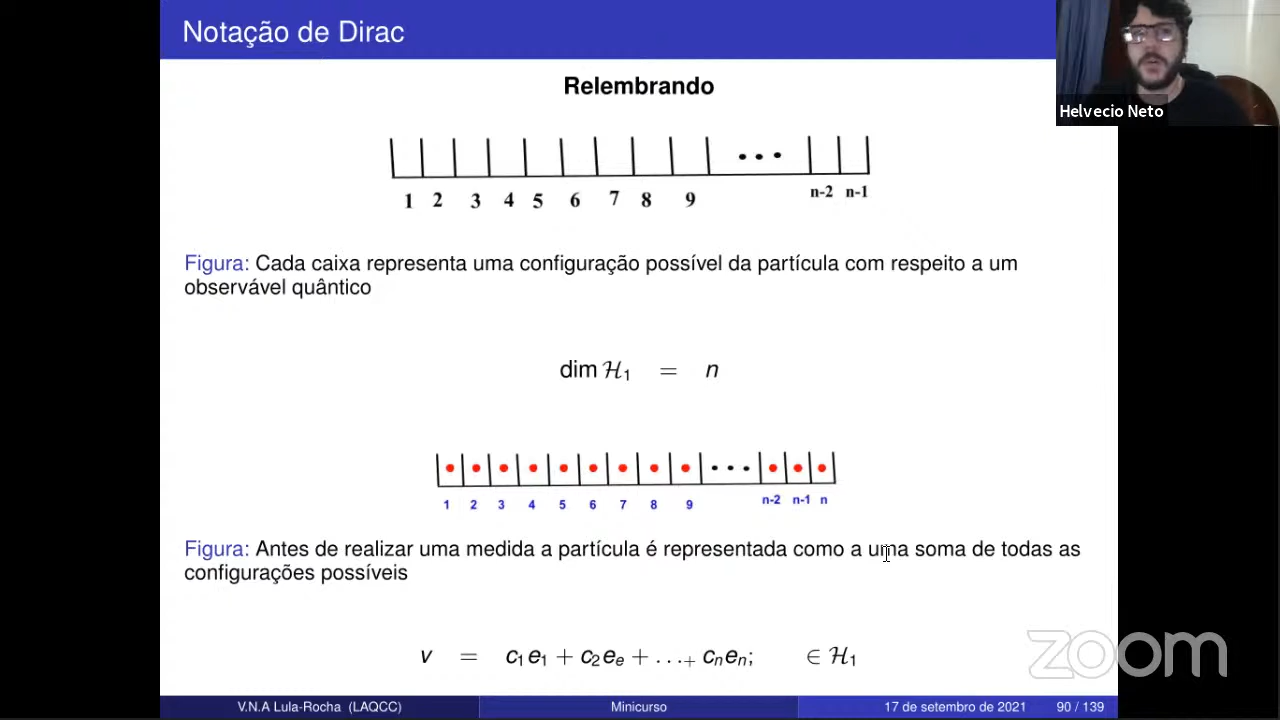 Notação de Dirac
Helvecio Neto
Relembrando
1 2 3 4 5 6 7 8 9 n-2 n-1
Figura: Cada caixa representa uma configuração possível da partícula com respeito a um
observável quântico
dim ℋ₁ = n
1 2 3 4 5 6 7 8 9 n-2 n-1 n
Figura: Antes de realizar uma medida a partícula é representada como a uma soma de todas as
configurações possíveis
v = c₁e₁ + c₂eₑ + …₊ cₙeₙ; ∈ ℋ₁
zoom
V.N.A Lula-Rocha (LAQCC) Minicurso 17 de setembro de 2021 90 / 139